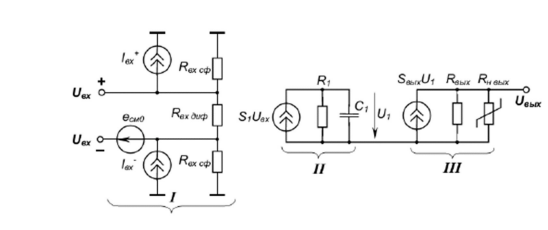 Iвх+
Rвх сф
+
Uвх
Rвх диф
eсм0
Uвх
−
Iвх-
Rвх сф
I
S1Uвх
R1
C1
U1
II
SвыхU1
Rвых
Rн вых
Uвых
III